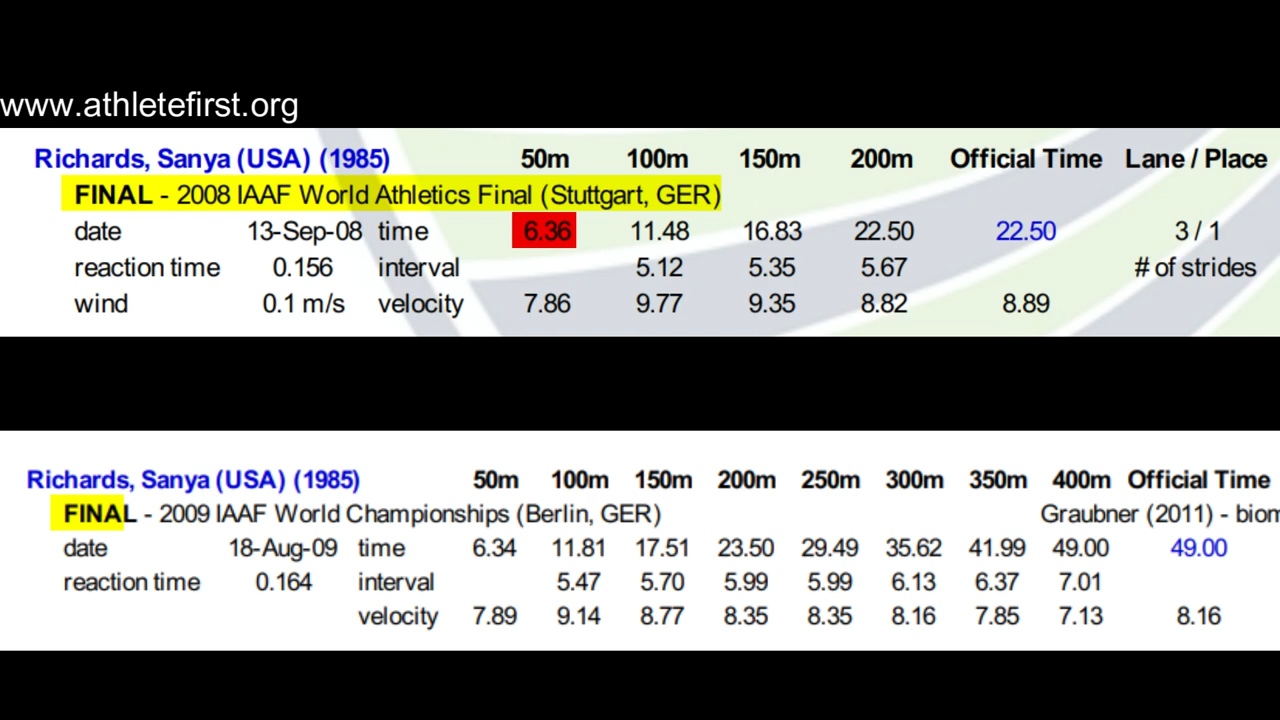 www.athletefirst.org
Richards, Sanya (USA) (1985) 50m 100m 150m 200m Official Time Lane / Place
FINAL - 2008 IAAF World Athletics Final (Stuttgart, GER)
date 13-Sep-08 time 6.36 11.48 16.83 22.50 22.50 3 / 1
reaction time 0.156 interval 5.12 5.35 5.67 # of strides
wind 0.1 m/s velocity 7.86 9.77 9.35 8.82 8.89
Richards, Sanya (USA) (1985) 50m 100m 150m 200m 250m 300m 350m 400m Official Time
FINAL - 2009 IAAF World Championships (Berlin, GER) Graubner (2011) - biom
date 18-Aug-09 time 6.34 11.81 17.51 23.50 29.49 35.62 41.99 49.00 49.00
reaction time 0.164 interval 5.47 5.70 5.99 5.99 6.13 6.37 7.01
velocity 7.89 9.14 8.77 8.35 8.35 8.16 7.85 7.13 8.16